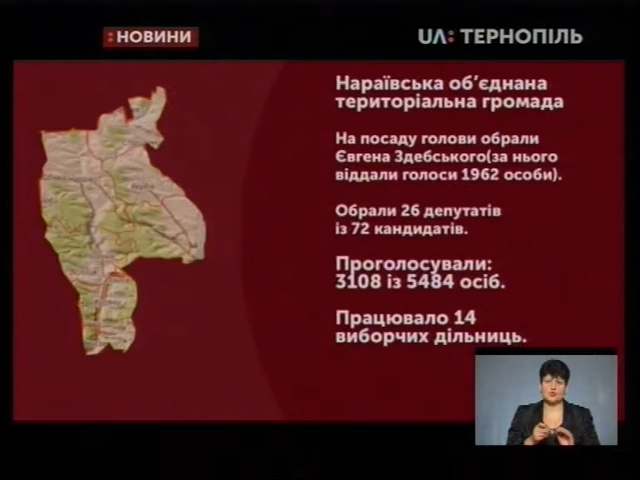 :НОВИНИ
UA: ТЕРНОПІЛЬ
Нараївська об’єднана
територіальна громада
На посаду голови обрали
Євгена Здебського(за нього
віддали голоси 1962 особи).
Обрали 26 депутатів
із 72 кандидатів.
Проголосували:
3108 із 5484 осіб.
Працювало 14
виборчих дільниць.